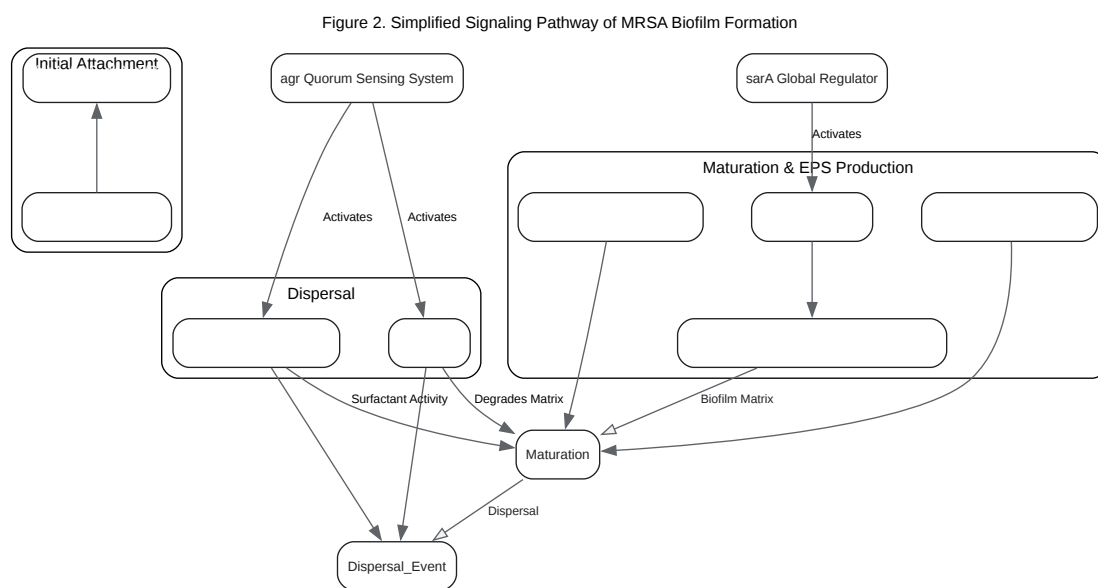 Figure 2. Simplified Signaling Pathway of MRSA Biofilm Formation
Initial Attachment
agr Quorum Sensing System
sarA Global Regulator
Activates
Maturation & EPS Production
Activates
Activates
Dispersal
Surfactant Activity
Degrades Matrix
Biofilm Matrix
Maturation
Dispersal
Dispersal_Event